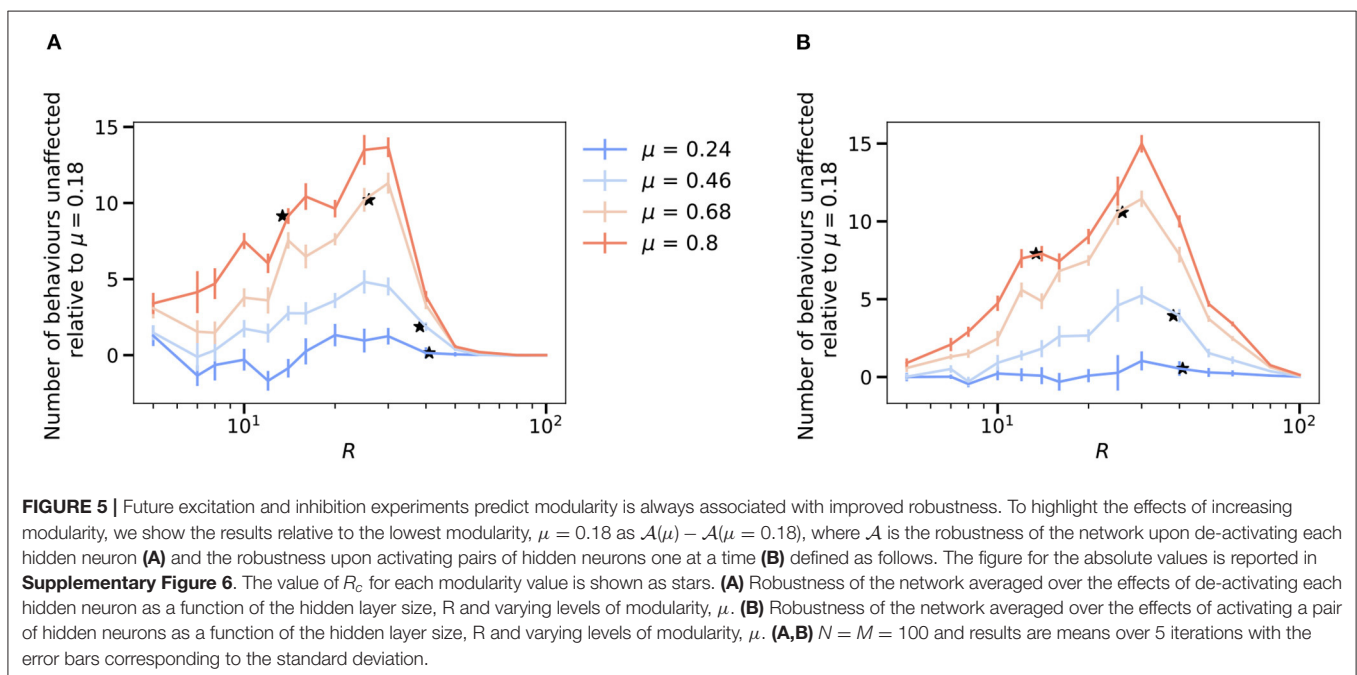 A
B
Number of behaviours unaffected
relative to μ = 0.18
15
10
5
0
10¹
10²
R
μ = 0.24
μ = 0.46
μ = 0.68
μ = 0.8
Number of behaviours unaffected
relative to μ = 0.18
15
10
5
0
10¹
10²
R
FIGURE 5 | Future excitation and inhibition experiments predict modularity is always associated with improved robustness. To highlight the effects of increasing
modularity, we show the results relative to the lowest modularity, μ = 0.18 as 𝒜(μ) − 𝒜(μ = 0.18), where 𝒜 is the robustness of the network upon de-activating each
hidden neuron (A) and the robustness upon activating pairs of hidden neurons one at a time (B) defined as follows. The figure for the absolute values is reported in
Supplementary Figure 6. The value of R_c for each modularity value is shown as stars. (A) Robustness of the network averaged over the effects of de-activating each
hidden neuron as a function of the hidden layer size, R and varying levels of modularity, μ. (B) Robustness of the network averaged over the effects of activating a pair
of hidden neurons as a function of the hidden layer size, R and varying levels of modularity, μ. (A,B) N = M = 100 and results are means over 5 iterations with the
error bars corresponding to the standard deviation.